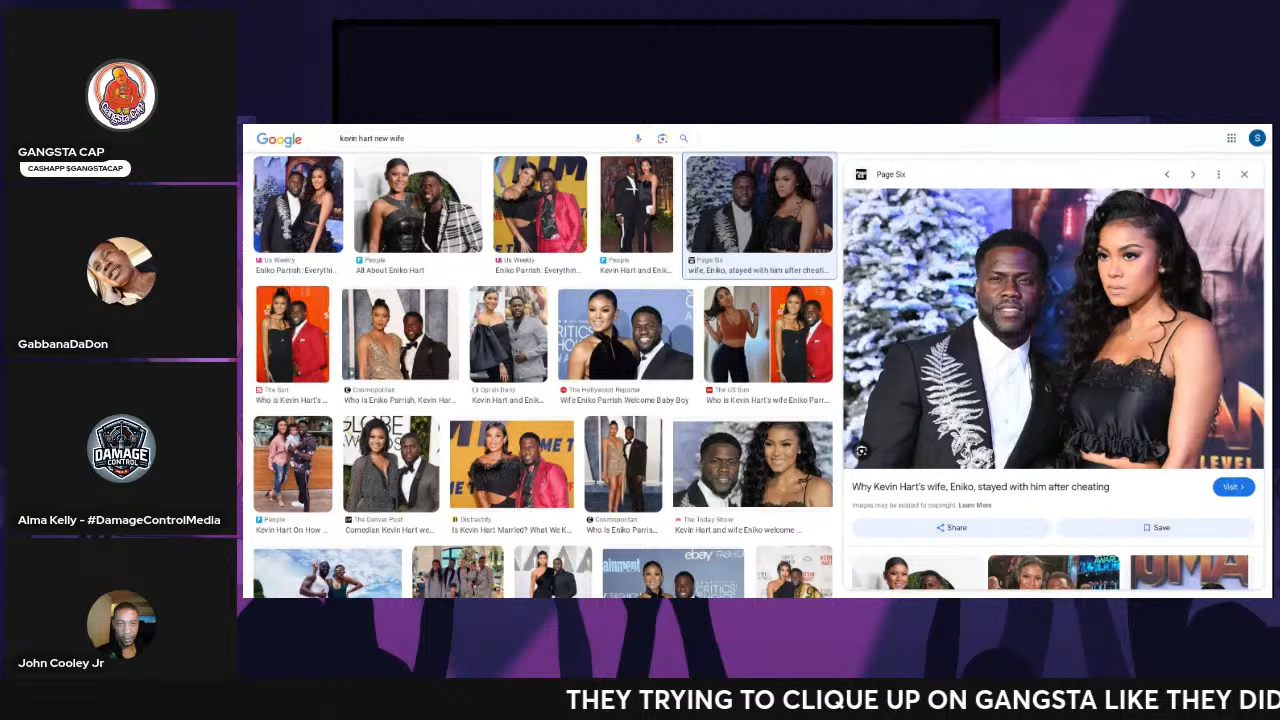 GANGSTA CAP
CASHAPP $GANGSTACAP
GabbanaDaDon
DAMAGE
CONTROL
Alma Kelly - #DamageControlMedia
John Cooley Jr
Google
kevin hart new wife
S
Us Weekly
Eniko Parrish: Everythi...
People
All About Eniko Hart
Us Weekly
Eniko Parrish: Everythin...
People
Kevin Hart and Enik...
Page Six
wife, Eniko, stayed with him after cheati...
The Sun
Who is Kevin Hart's ...
Cosmopolitan
Who Is Eniko Parrish, Kevin Har...
Oprah Daily
Kevin Hart and Enik...
The Hollywood Reporter
Wife Eniko Parrish Welcome Baby Boy
The US Sun
Who is Kevin Hart's wife Eniko Parr...
People
Kevin Hart On How ...
The Denver Post
Comedian Kevin Hart we...
Distractify
Is Kevin Hart Married? What We K...
Cosmopolitan
Who Is Eniko Parris...
The Today Show
Kevin Hart and wife Eniko welcome ...
Page Six
LEVEL
Why Kevin Hart's wife, Eniko, stayed with him after cheating
Visit >
Images may be subject to copyright. Learn More
Share
Save
THEY TRYING TO CLIQUE UP ON GANGSTA LIKE THEY DID